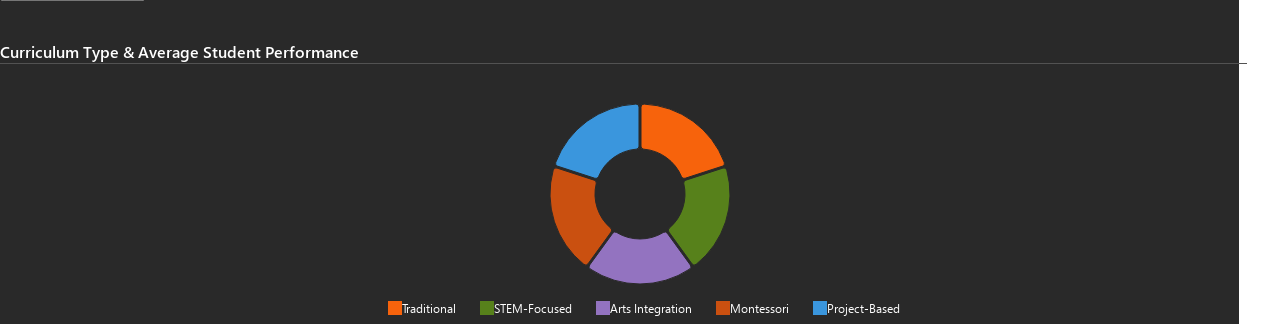 Curriculum Type & Average Student Performance
Traditional STEM-Focused Arts Integration Montessori Project-Based